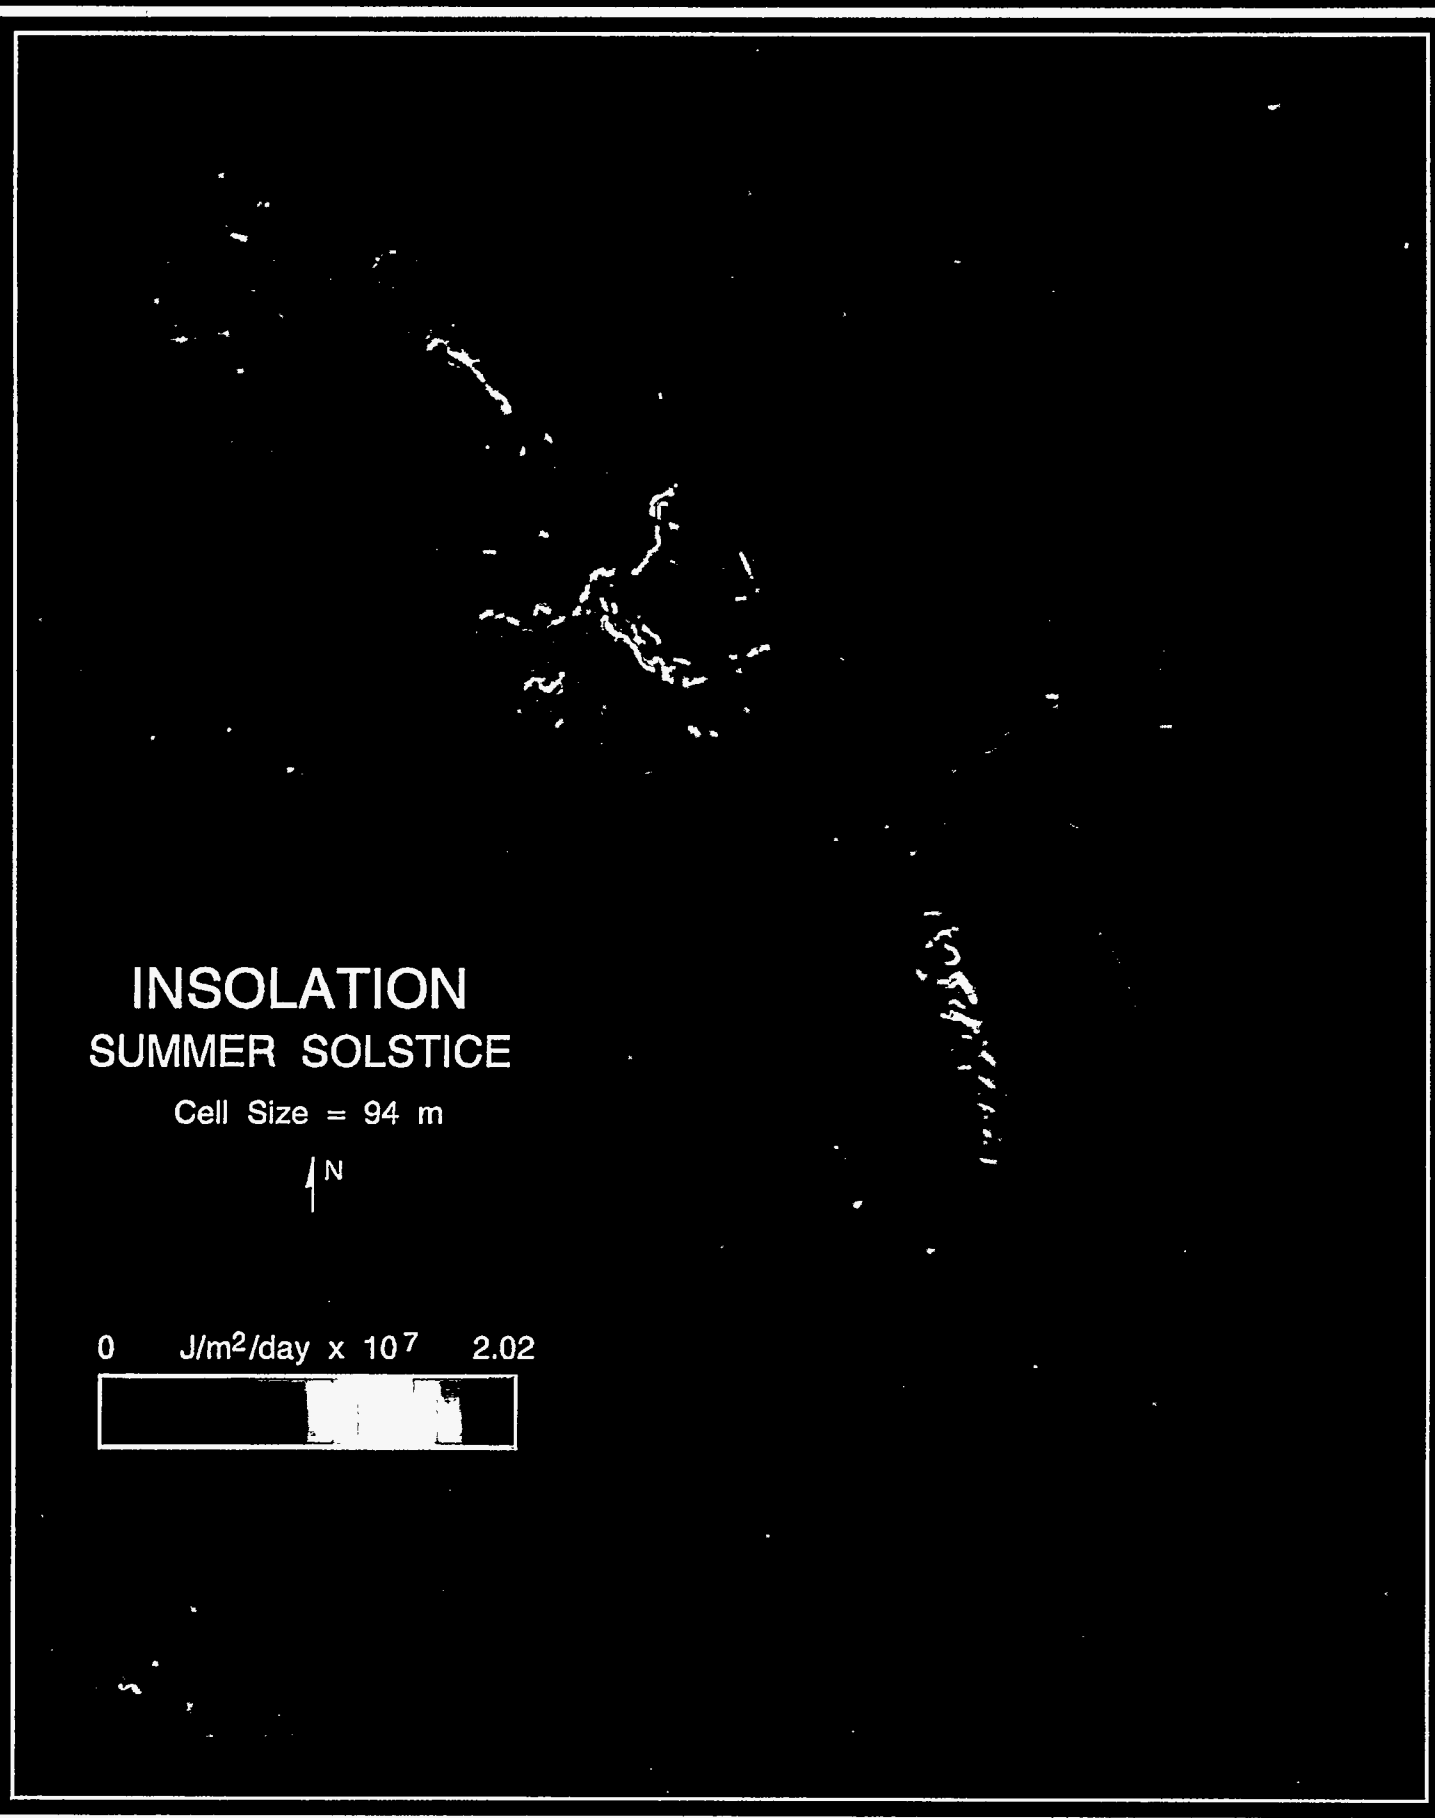 INSOLATION
SUMMER SOLSTICE
Cell Size = 94 m
N
0 J/m²/day x 10⁷ 2.02